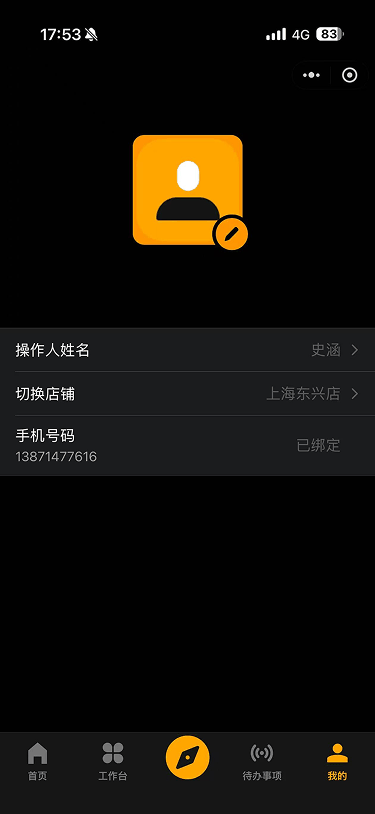 17:53
4G
83
操作人姓名
史涵
切换店铺
上海东兴店
手机号码
13871477616
已绑定
首页
工作台
待办事项
我的